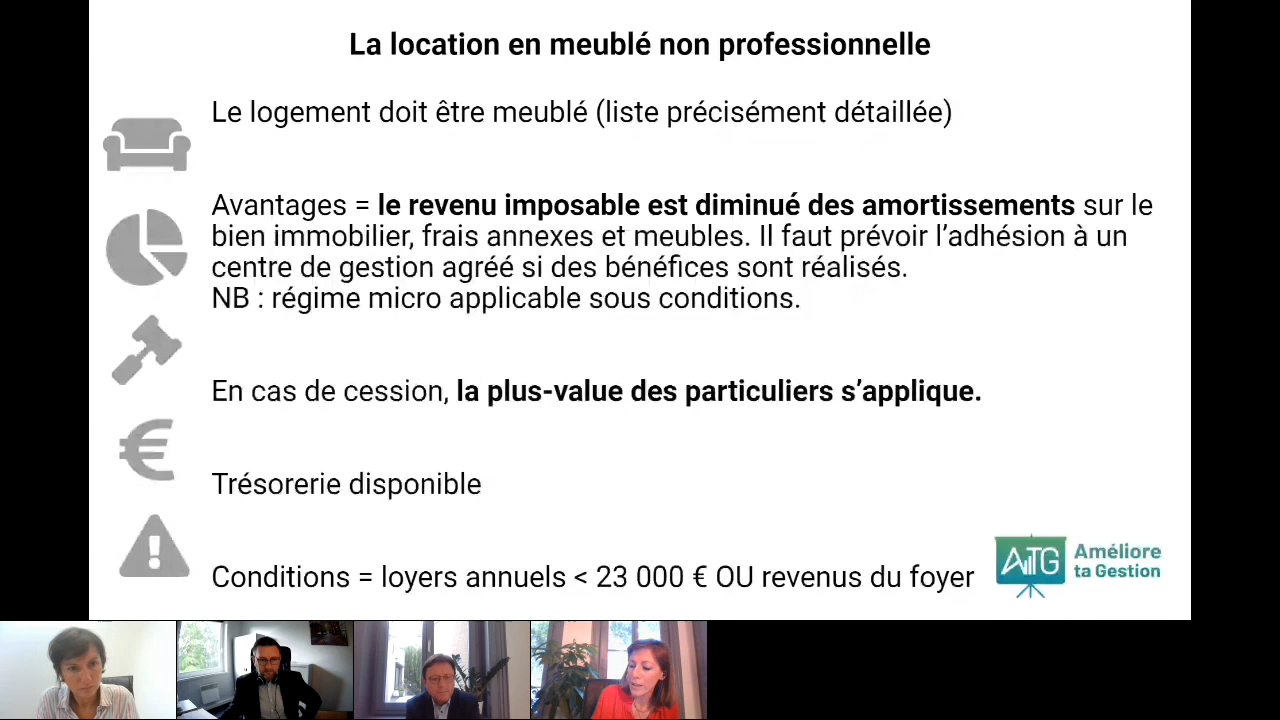 La location en meublé non professionnelle
Le logement doit être meublé (liste précisément détaillée)
Avantages = le revenu imposable est diminué des amortissements sur le
bien immobilier, frais annexes et meubles. Il faut prévoir l’adhésion à un
centre de gestion agréé si des bénéfices sont réalisés.
NB : régime micro applicable sous conditions.
En cas de cession, la plus-value des particuliers s’applique.
Trésorerie disponible
Conditions = loyers annuels < 23 000 € OU revenus du foyer
ATG
Améliore
ta Gestion